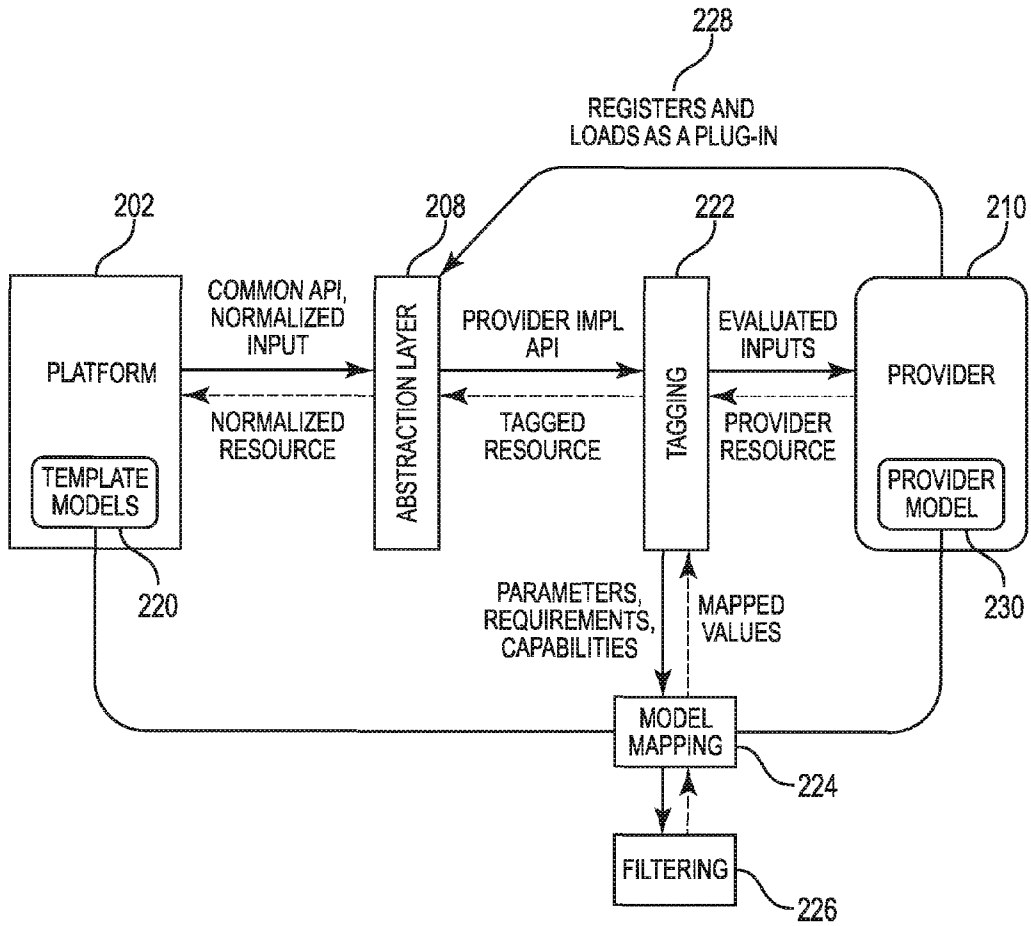 228
REGISTERS AND
LOADS AS A PLUG-IN
202
208
222
210
COMMON API,
NORMALIZED
INPUT
PROVIDER IMPL
API
EVALUATED
INPUTS
PLATFORM
ABSTRACTION LAYER
TAGGING
PROVIDER
NORMALIZED
RESOURCE
TAGGED
RESOURCE
PROVIDER
RESOURCE
TEMPLATE
MODELS
PROVIDER
MODEL
220
230
PARAMETERS,
REQUIREMENTS,
CAPABILITIES
MAPPED
VALUES
MODEL
MAPPING
224
FILTERING
226